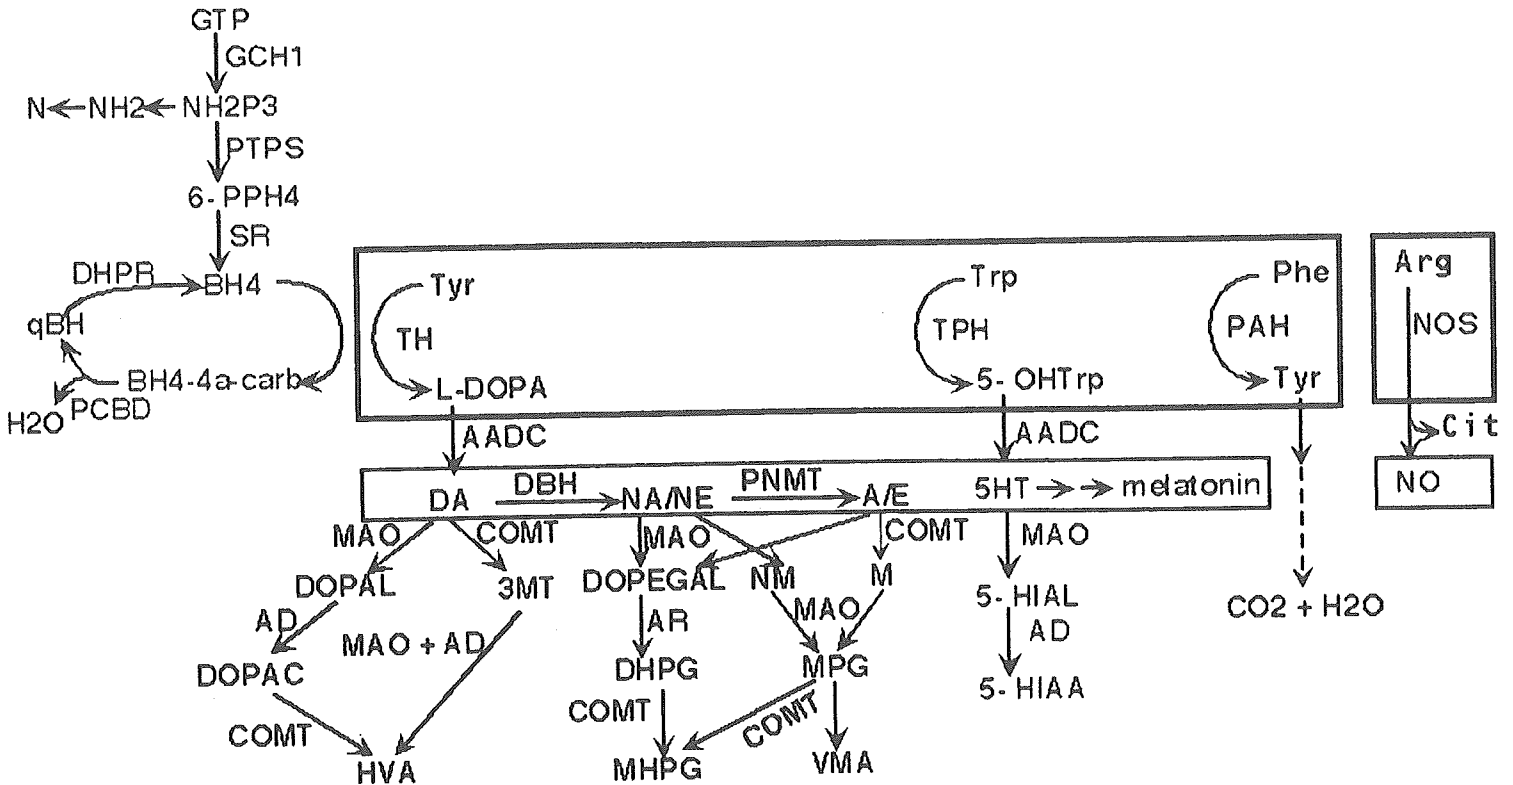 GTP
GCH1
N NH2 NH2P3
PTPS
6-PPH4
SR
DHPR BH4
qBH
BH4-4a-carb
PCBD
H2O
Tyr
TH
L-DOPA
Trp
TPH
5-OHTrp
Phe
PAH
Tyr
Arg
NOS
Cit
AADC
AADC
DA DBH NA/NE PNMT A/E
5HT melatonin
NO
MAO COMT MAO COMT MAO
DOPAL 3MT DOPEGAL NM M
5-HIAL
CO2 + H2O
AD MAO + AD AR MAO AD
DOPAC DHPG MPG
5-HIAA
COMT COMT COMT
HVA MHPG VMA